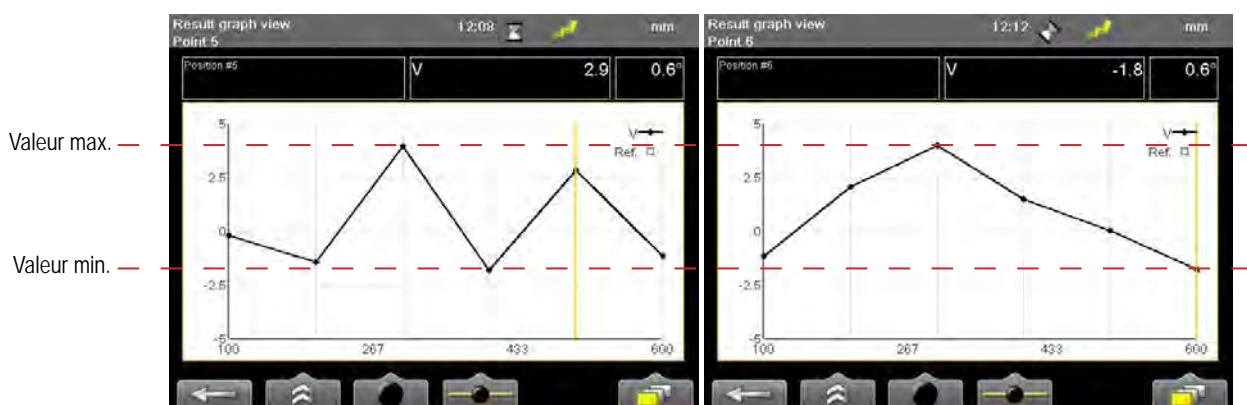 Valeur max.
Valeur min.
Result graph view 12:08 mm
Point 5
Position #5 V 2.9 0.6°
5
V
Ref.
2.5
0
-2.5
-5
100 267 433 600
Result graph view 12:12 mm
Point 6
Position #6 V -1.8 0.6°
5
V
Ref.
2.5
0
-2.5
-5
100 267 433 600